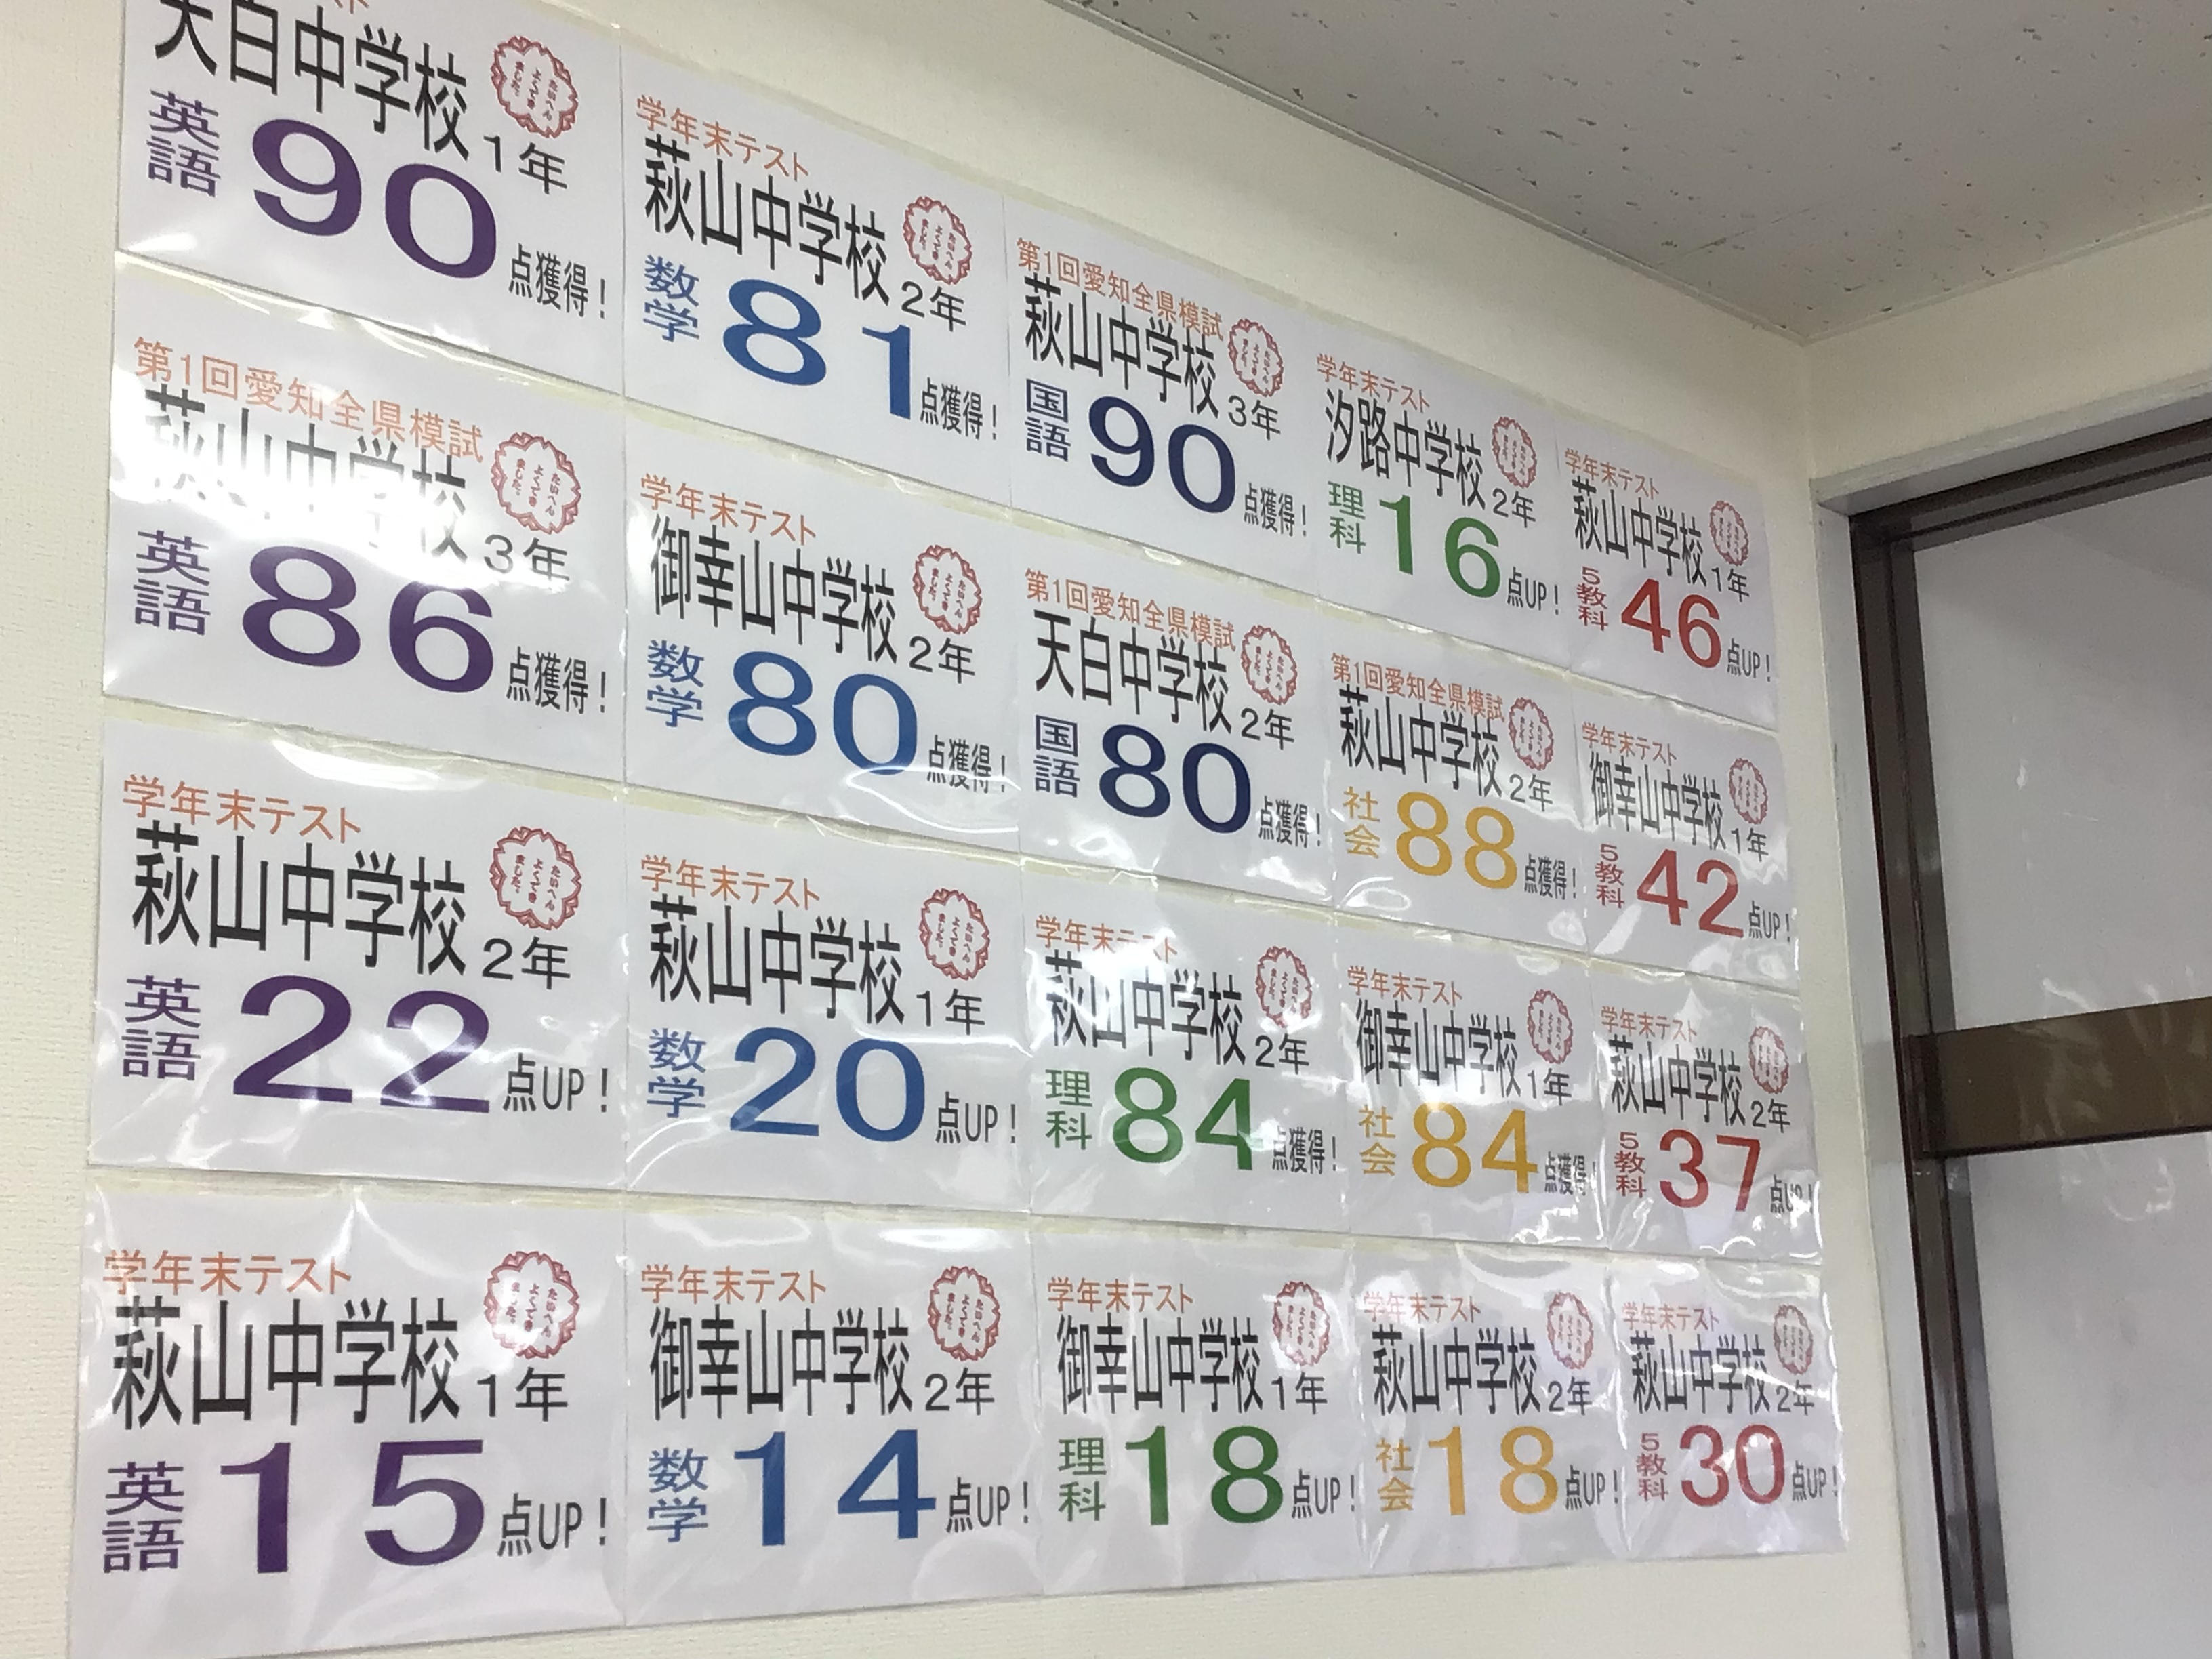 天白中学校 1年
英語 90 点獲得!
学年末テスト
萩山中学校 2年
数学 81 点獲得!
第1回愛知全県模試
萩山中学校 3年
国語 90 点獲得!
学年末テスト
汐路中学校 2年
理科 16 点UP!
学年末テスト
萩山中学校 1年
5教科 46 点UP!
第1回愛知全県模試
萩山中学校 3年
英語 86 点獲得!
学年末テスト
御幸山中学校 2年
数学 80 点獲得!
第1回愛知全県模試
天白中学校 2年
国語 80 点獲得!
第1回愛知全県模試
萩山中学校 2年
社会 88 点獲得!
学年末テスト
御幸山中学校 1年
5教科 42 点UP!
学年末テスト
萩山中学校 2年
英語 22 点UP!
学年末テスト
萩山中学校 1年
数学 20 点UP!
学年末テスト
萩山中学校 2年
理科 84 点獲得!
学年末テスト
御幸山中学校 1年
社会 84 点獲得!
学年末テスト
萩山中学校 2年
5教科 37 点UP!
学年末テスト
萩山中学校 1年
英語 15 点UP!
学年末テスト
御幸山中学校 2年
数学 14 点UP!
学年末テスト
御幸山中学校 1年
理科 18 点UP!
学年末テスト
萩山中学校 2年
社会 18 点UP!
学年末テスト
萩山中学校 2年
5教科 30 点UP!